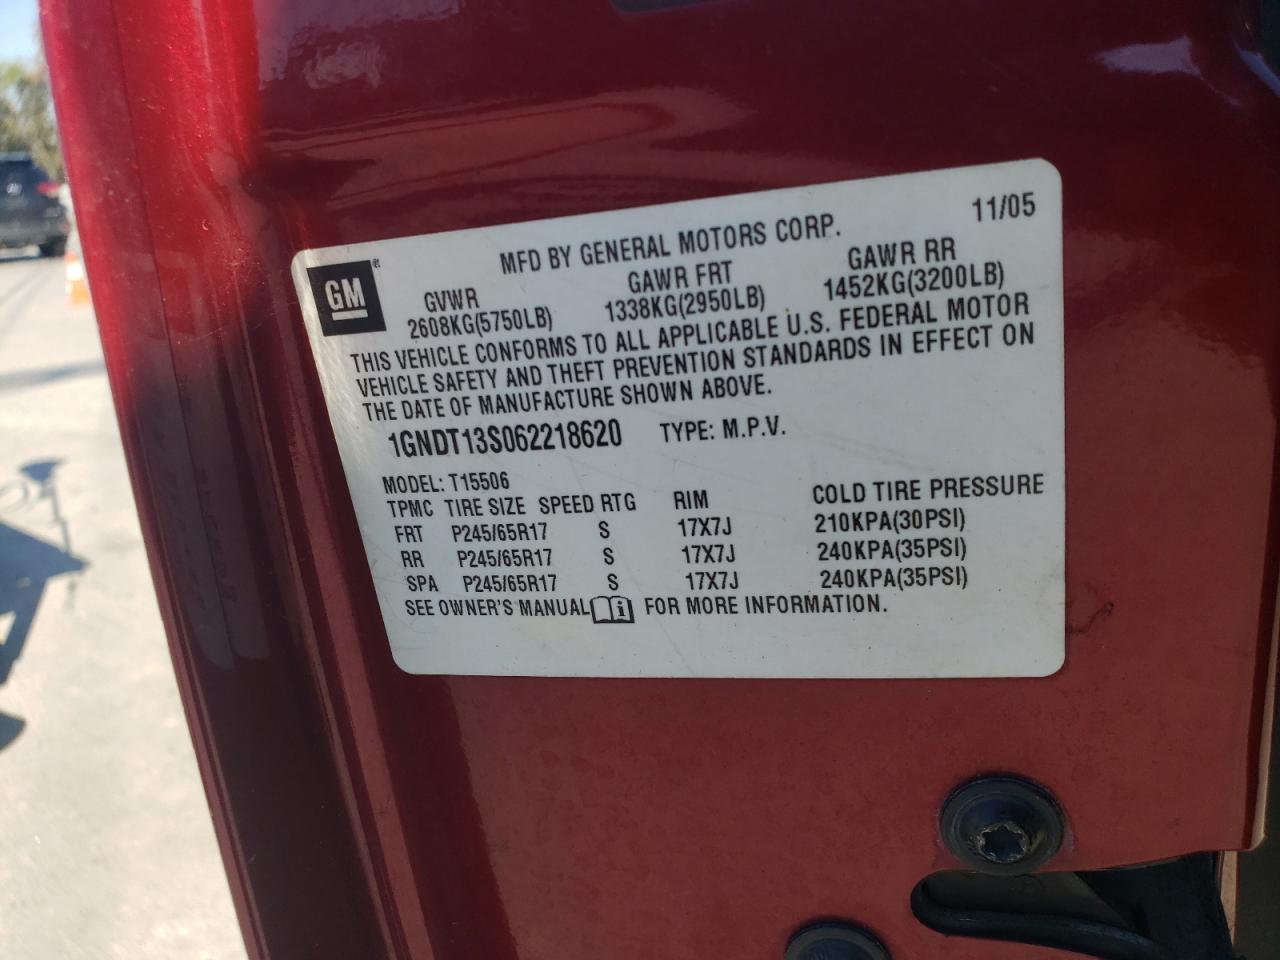 11/05
MFD BY GENERAL MOTORS CORP.
GM®
GVWR GAWR FRT GAWR RR
2608KG(5750LB) 1338KG(2950LB) 1452KG(3200LB)
THIS VEHICLE CONFORMS TO ALL APPLICABLE U.S. FEDERAL MOTOR
VEHICLE SAFETY AND THEFT PREVENTION STANDARDS IN EFFECT ON
THE DATE OF MANUFACTURE SHOWN ABOVE.
1GNDT13S062218620 TYPE: M.P.V.
MODEL: T15506
TPMC TIRE SIZE SPEED RTG RIM COLD TIRE PRESSURE
FRT P245/65R17 S 17X7J 210KPA(30PSI)
RR P245/65R17 S 17X7J 240KPA(35PSI)
SPA P245/65R17 S 17X7J 240KPA(35PSI)
SEE OWNER'S MANUAL FOR MORE INFORMATION.